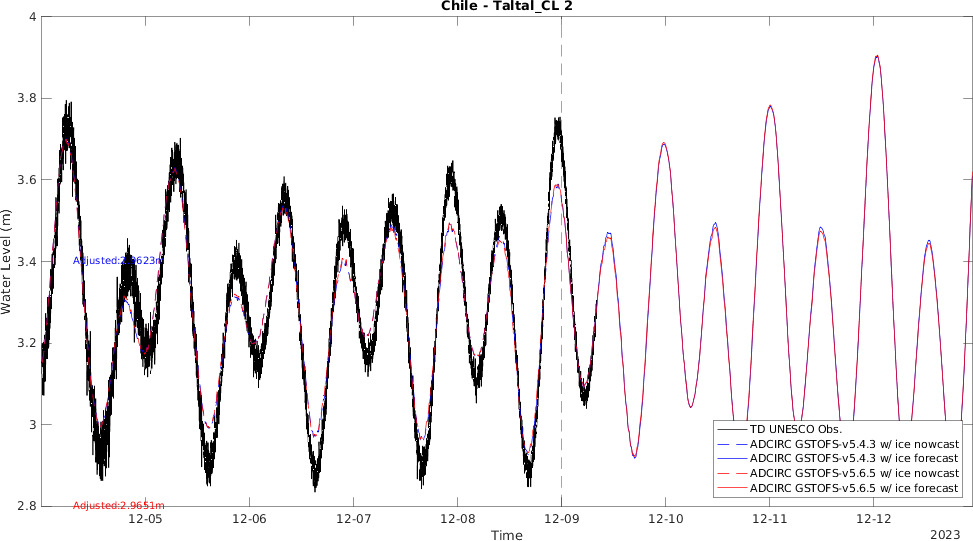 Chile - Taltal_CL 2
4
3.8
3.6
3.4
3.2
3
2.8
Water Level (m)
Adjusted:2.9623m
Adjusted:2.9651m
12-05
12-06
12-07
12-08
12-09
12-10
12-11
12-12
Time
2023
TD UNESCO Obs.
ADCIRC GSTOFS-v5.4.3 w/ ice nowcast
ADCIRC GSTOFS-v5.4.3 w/ ice forecast
ADCIRC GSTOFS-v5.6.5 w/ ice nowcast
ADCIRC GSTOFS-v5.6.5 w/ ice forecast